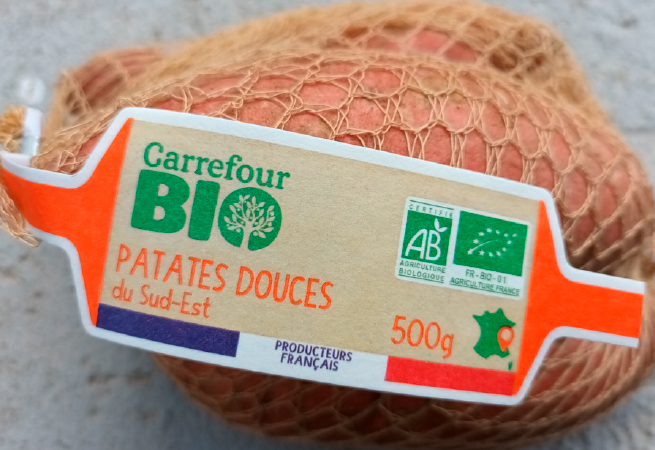 Carrefour
BIO
PATATES DOUCES
du Sud-Est
CERTIFIÉ
AB
AGRICULTURE
BIOLOGIQUE
FR-BIO-01
AGRICULTURE FRANCE
500g
PRODUCTEURS
FRANÇAIS